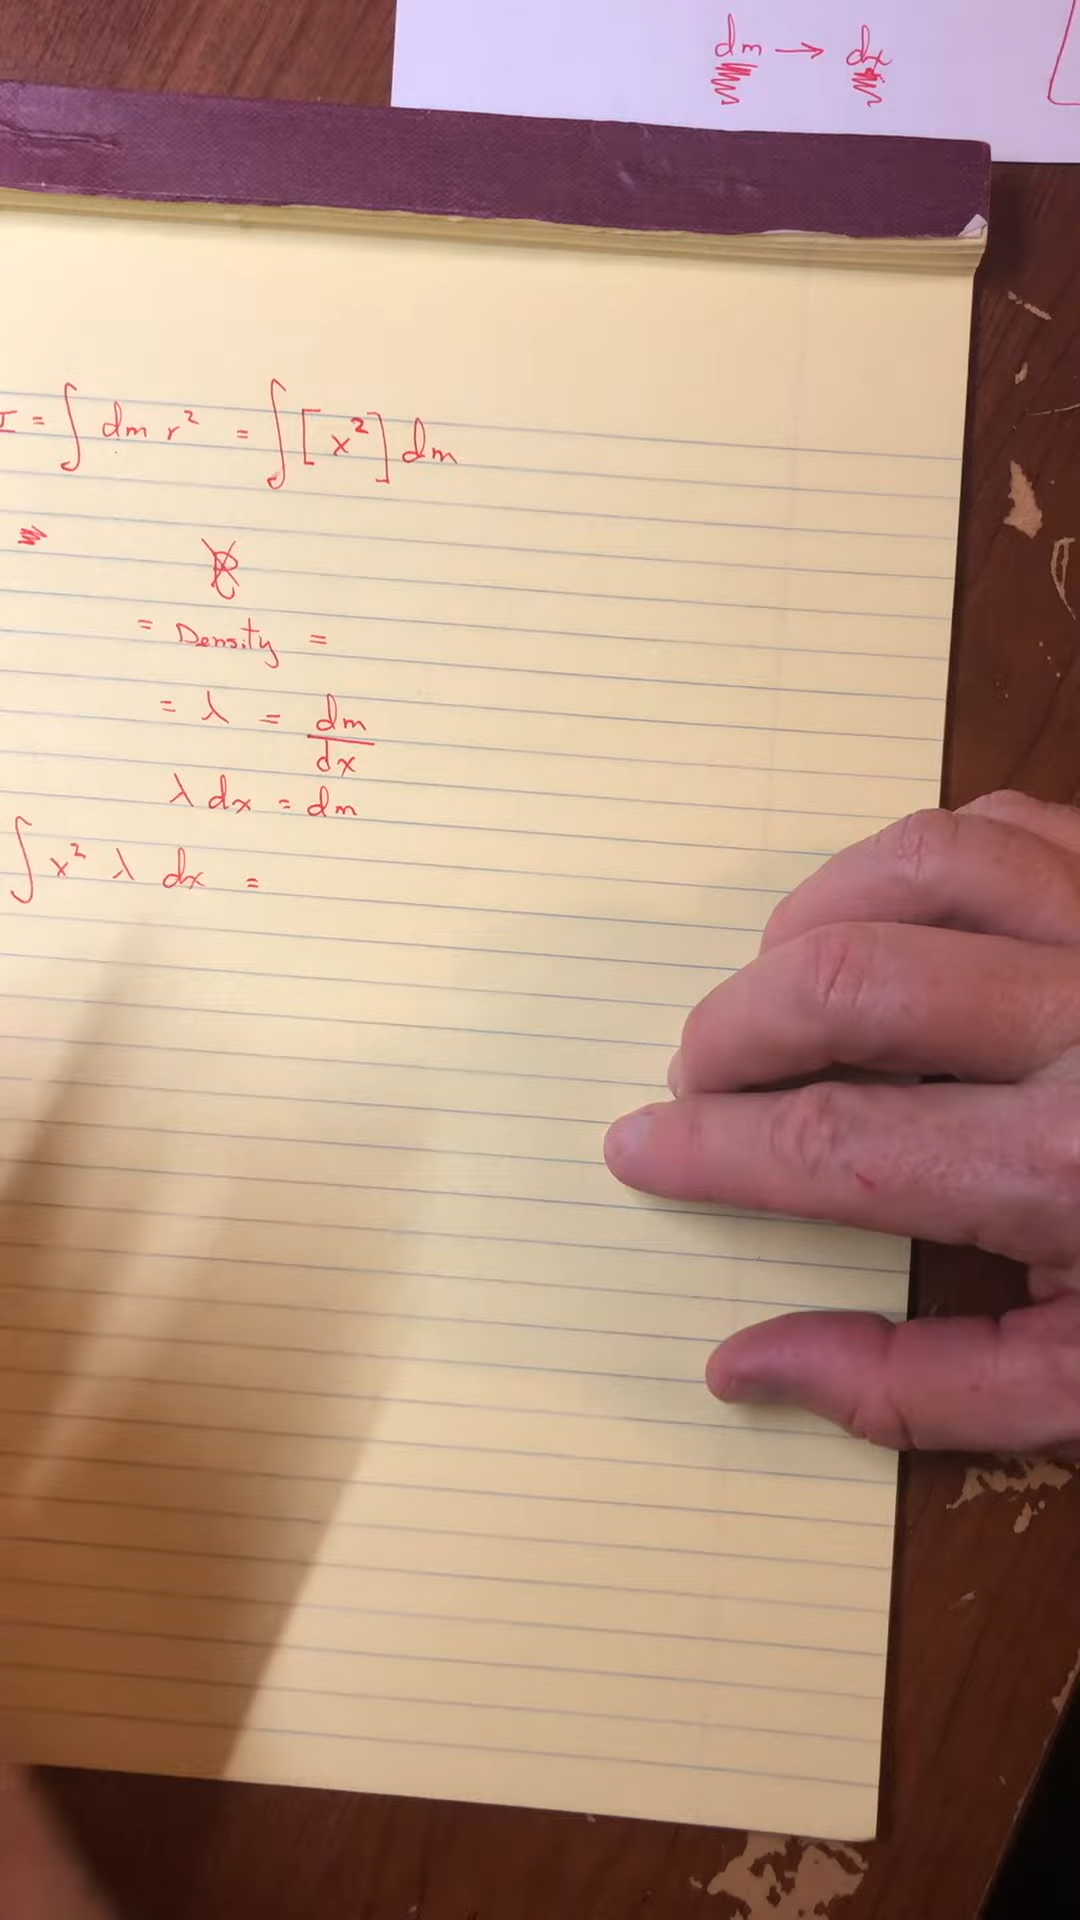 dm → dx
I = ∫ dm r² = ∫ [x²] dm
= Density =
= λ = dm/dx
λ dx = dm
∫ x² λ dx =